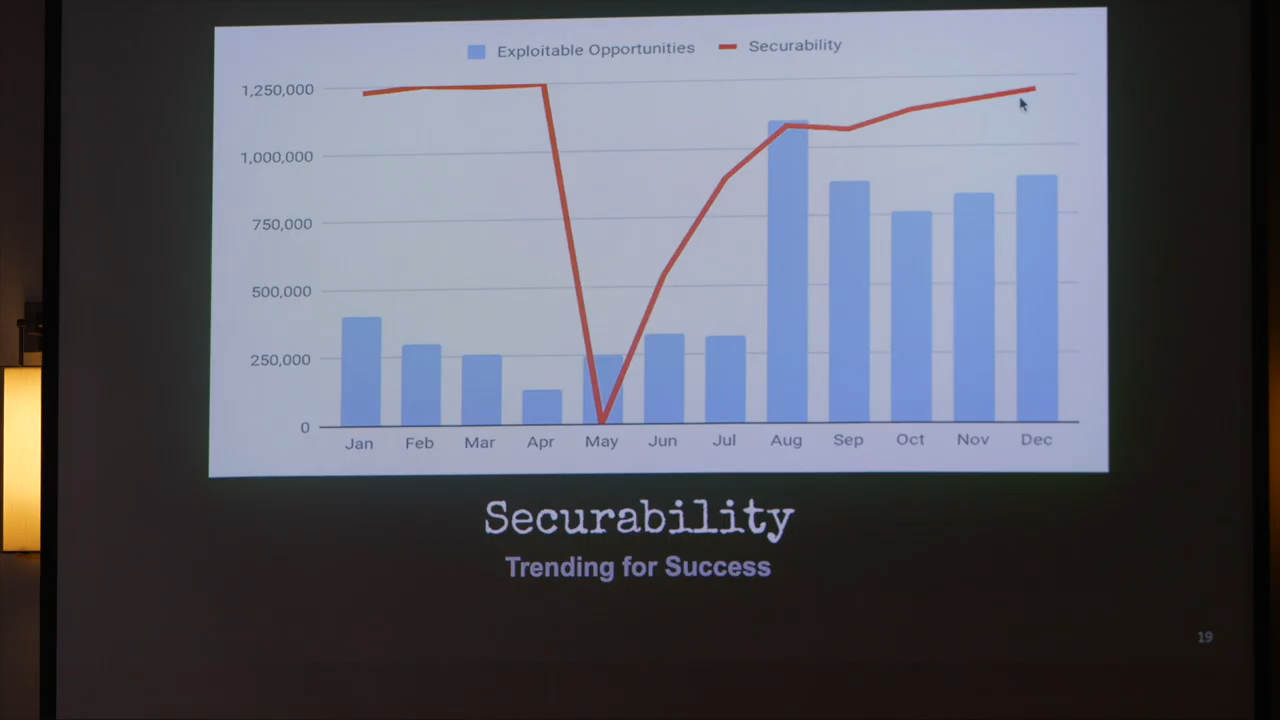 Exploitable Opportunities Securability
1,250,000
1,000,000
750,000
500,000
250,000
0
Jan Feb Mar Apr May Jun Jul Aug Sep Oct Nov Dec
Securability
Trending for Success
19